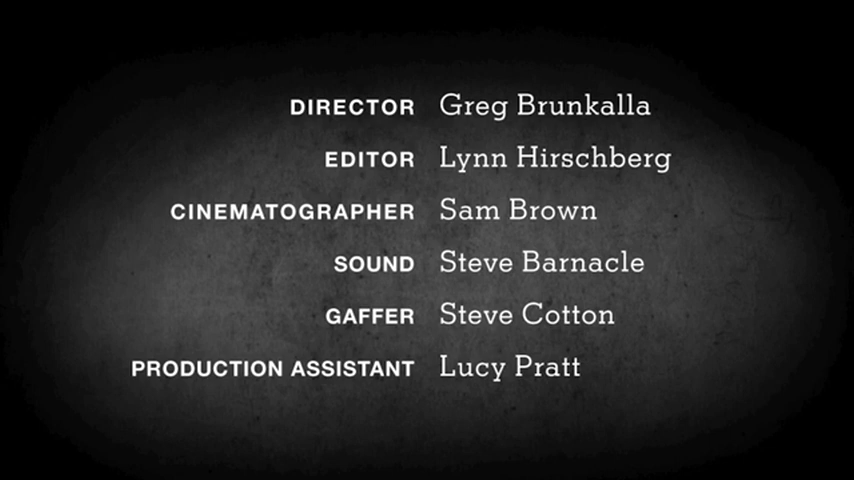 DIRECTOR Greg Brunkalla
EDITOR Lynn Hirschberg
CINEMATOGRAPHER Sam Brown
SOUND Steve Barnacle
GAFFER Steve Cotton
PRODUCTION ASSISTANT Lucy Pratt